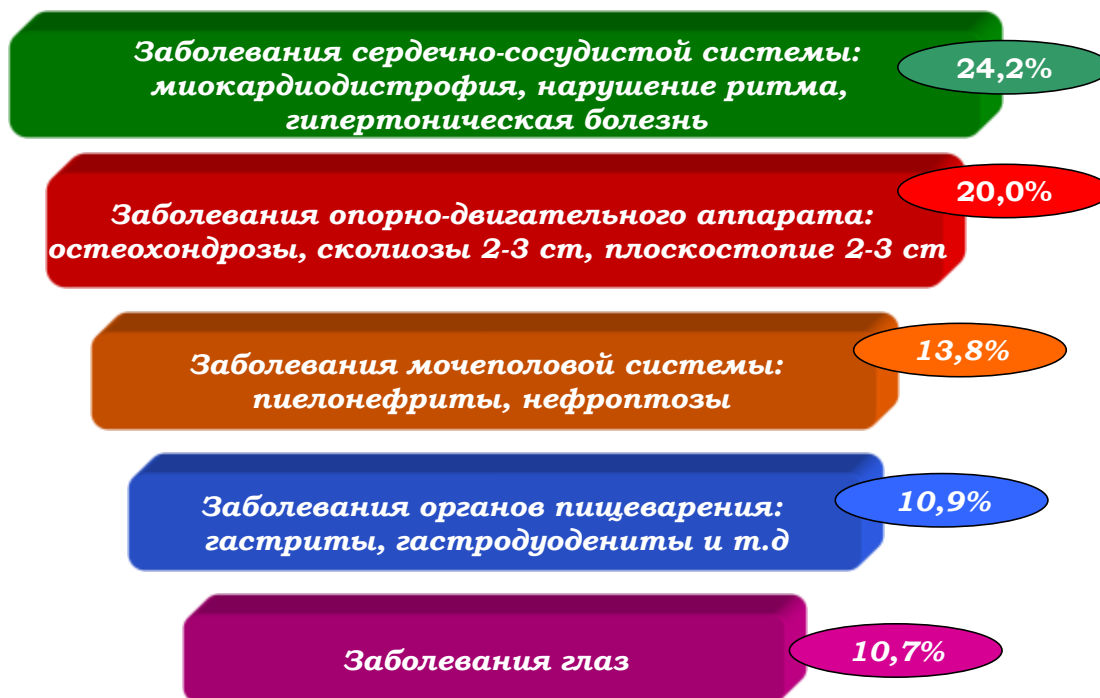 Заболевания сердечно-сосудистой системы:
миокардиодистрофия, нарушение ритма,
гипертоническая болезнь
24,2%
Заболевания опорно-двигательного аппарата:
остеохондрозы, сколиозы 2-3 ст, плоскостопие 2-3 ст
20,0%
Заболевания мочеполовой системы:
пиелонефриты, нефроптозы
13,8%
Заболевания органов пищеварения:
гастриты, гастродуодениты и т.д
10,9%
Заболевания глаз
10,7%